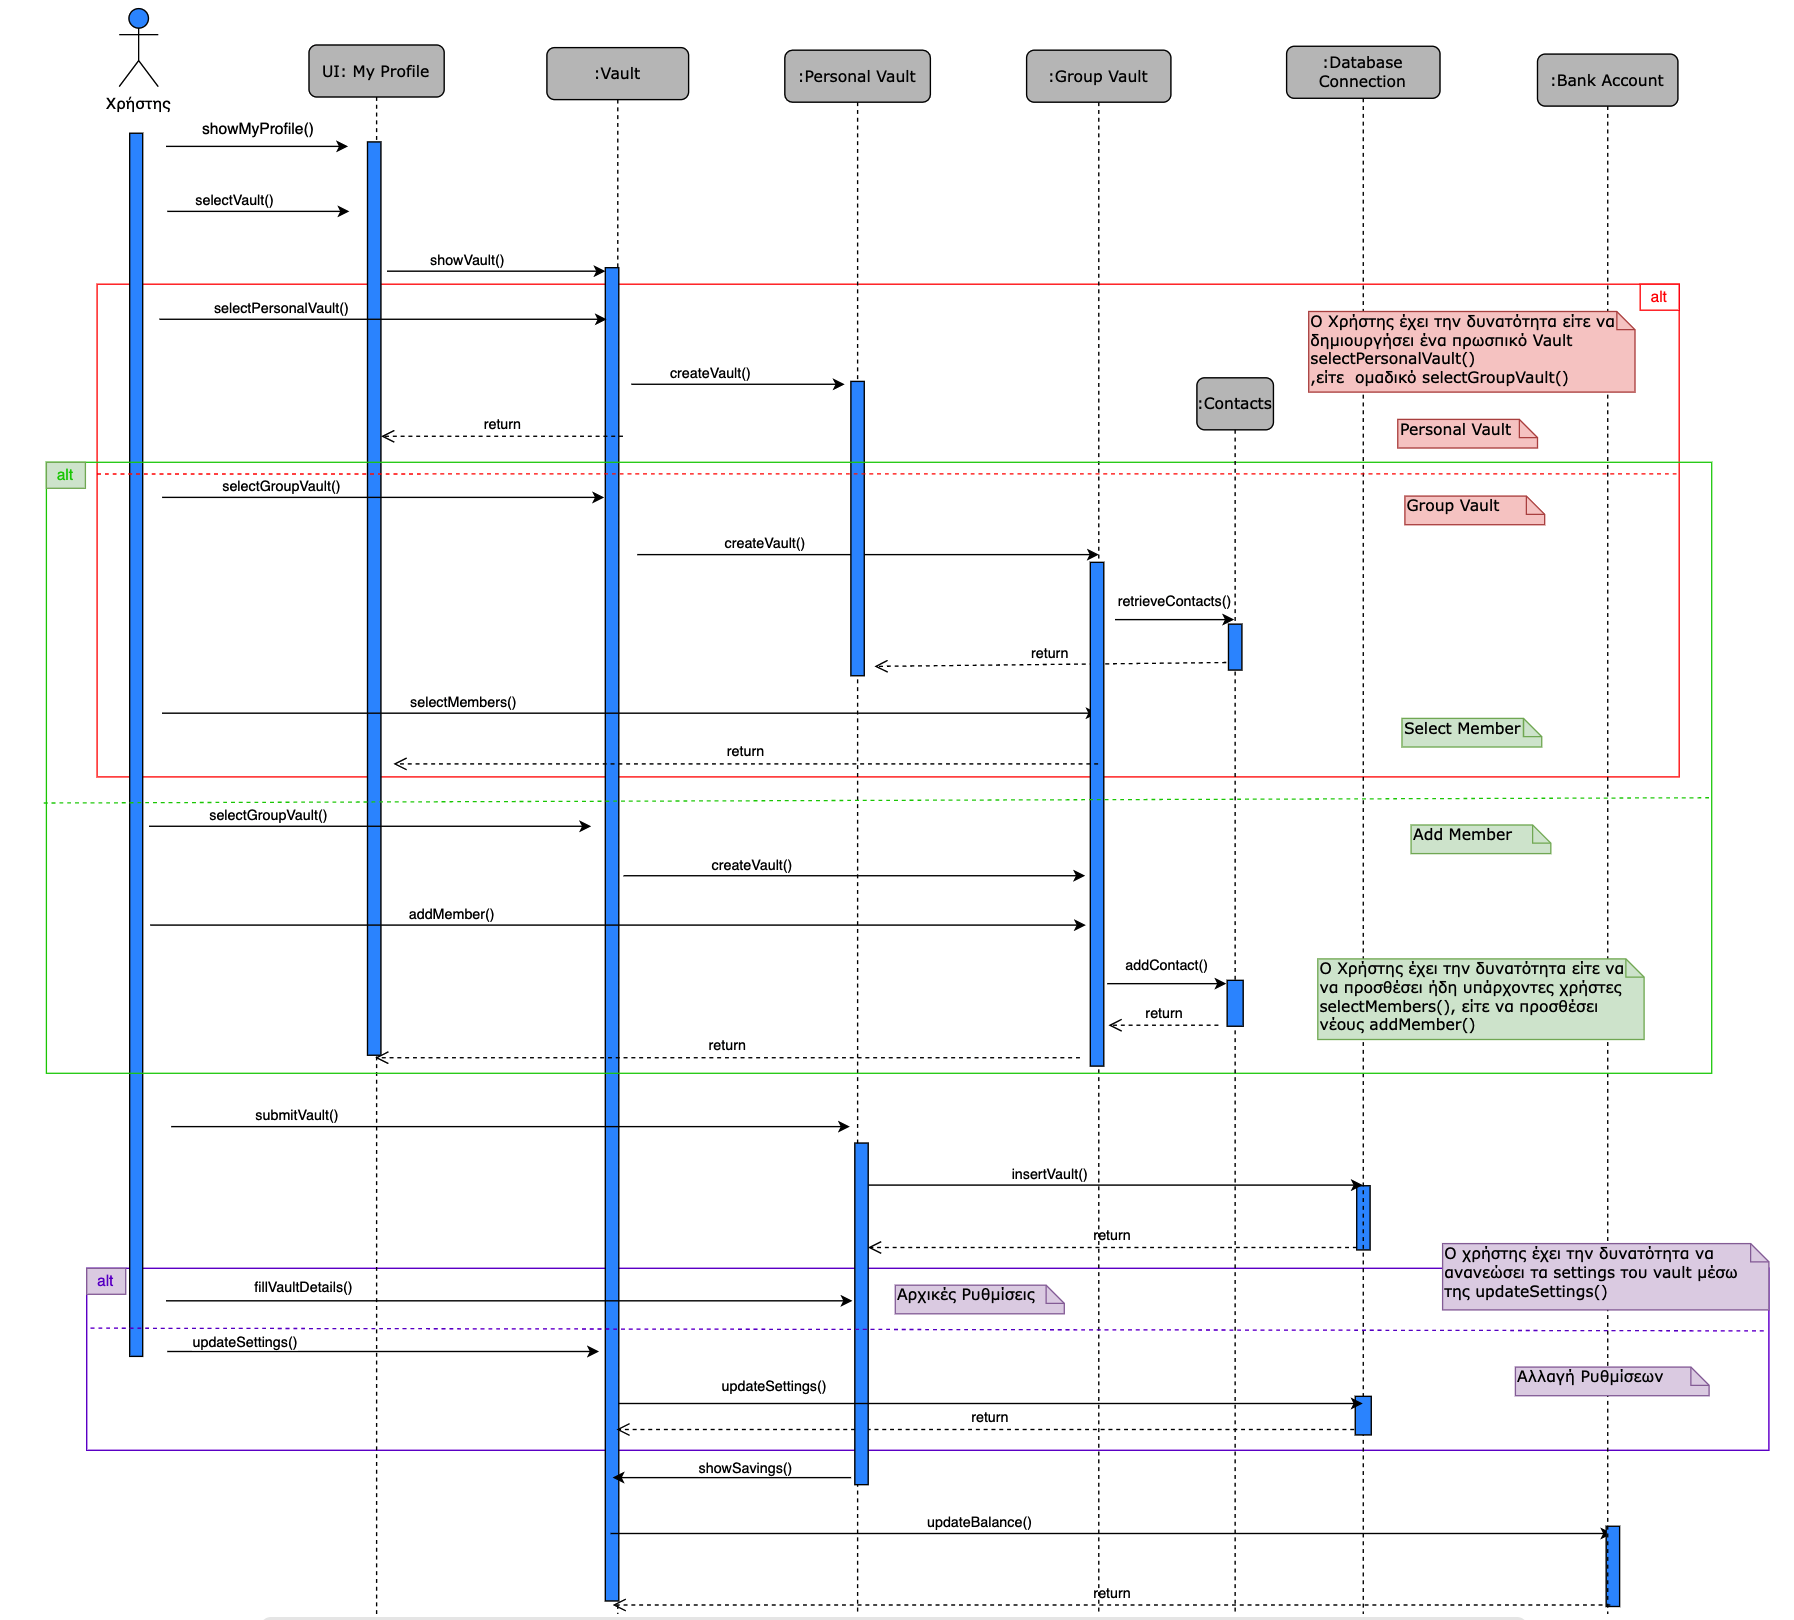 Χρήστης
UI: My Profile
:Vault
:Personal Vault
:Group Vault
:Database
Connection
:Bank Account
showMyProfile()
selectVault()
showVault()
alt
selectPersonalVault()
Ο Χρήστης έχει την δυνατότητα είτε να
δημιουργήσει ένα πρωσπικό Vault
selectPersonalVault()
,είτε ομαδικό selectGroupVault()
createVault()
:Contacts
return
Personal Vault
alt
selectGroupVault()
Group Vault
createVault()
retrieveContacts()
return
selectMembers()
Select Member
return
selectGroupVault()
Add Member
createVault()
addMember()
addContact()
Ο Χρήστης έχει την δυνατότητα είτε να
να προσθέσει ήδη υπάρχοντες χρήστες
selectMembers(), είτε να προσθέσει
νέους addMember()
return
return
submitVault()
insertVault()
return
Ο χρήστης έχει την δυνατότητα να
ανανεώσει τα settings του vault μέσω
της updateSettings()
alt
fillVaultDetails()
Αρχικές Ρυθμίσεις
updateSettings()
Αλλαγή Ρυθμίσεων
updateSettings()
return
showSavings()
updateBalance()
return